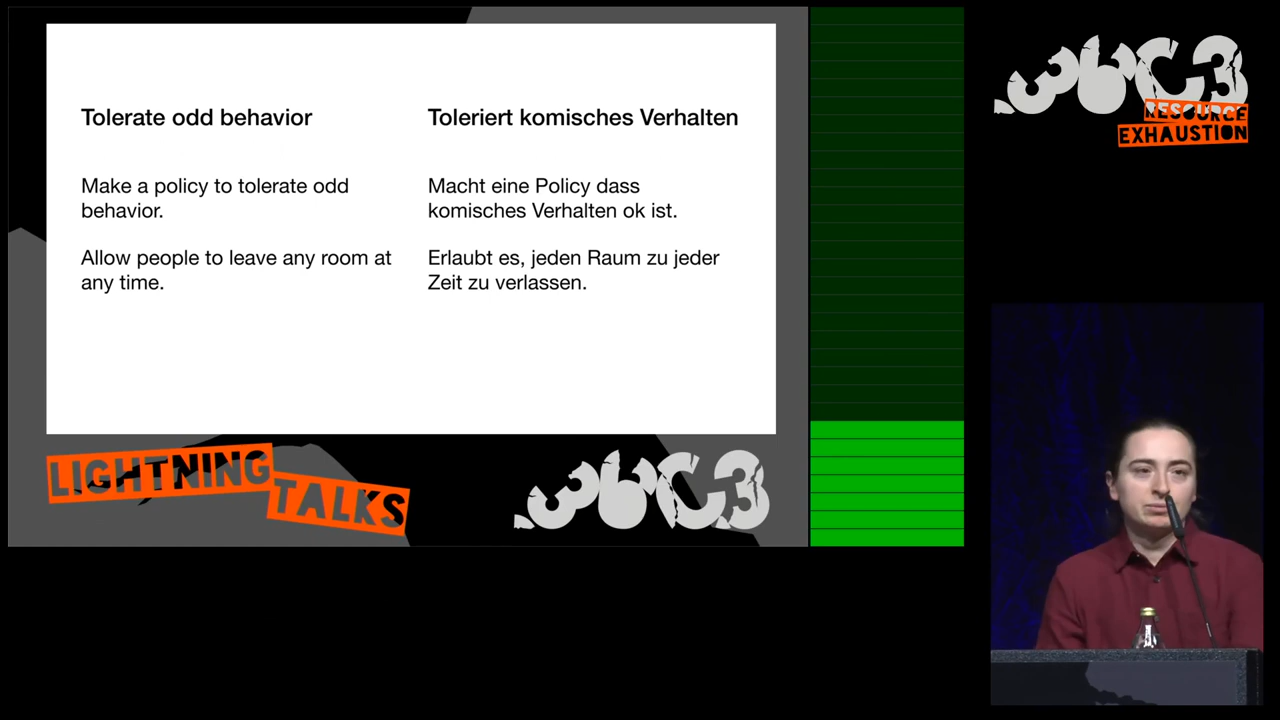 Tolerate odd behavior
Make a policy to tolerate odd
behavior.
Allow people to leave any room at
any time.
Toleriert komisches Verhalten
Macht eine Policy dass
komisches Verhalten ok ist.
Erlaubt es, jeden Raum zu jeder
Zeit zu verlassen.
LIGHTNING
TALKS
36C3
36C3
RESOURCE
EXHAUSTION